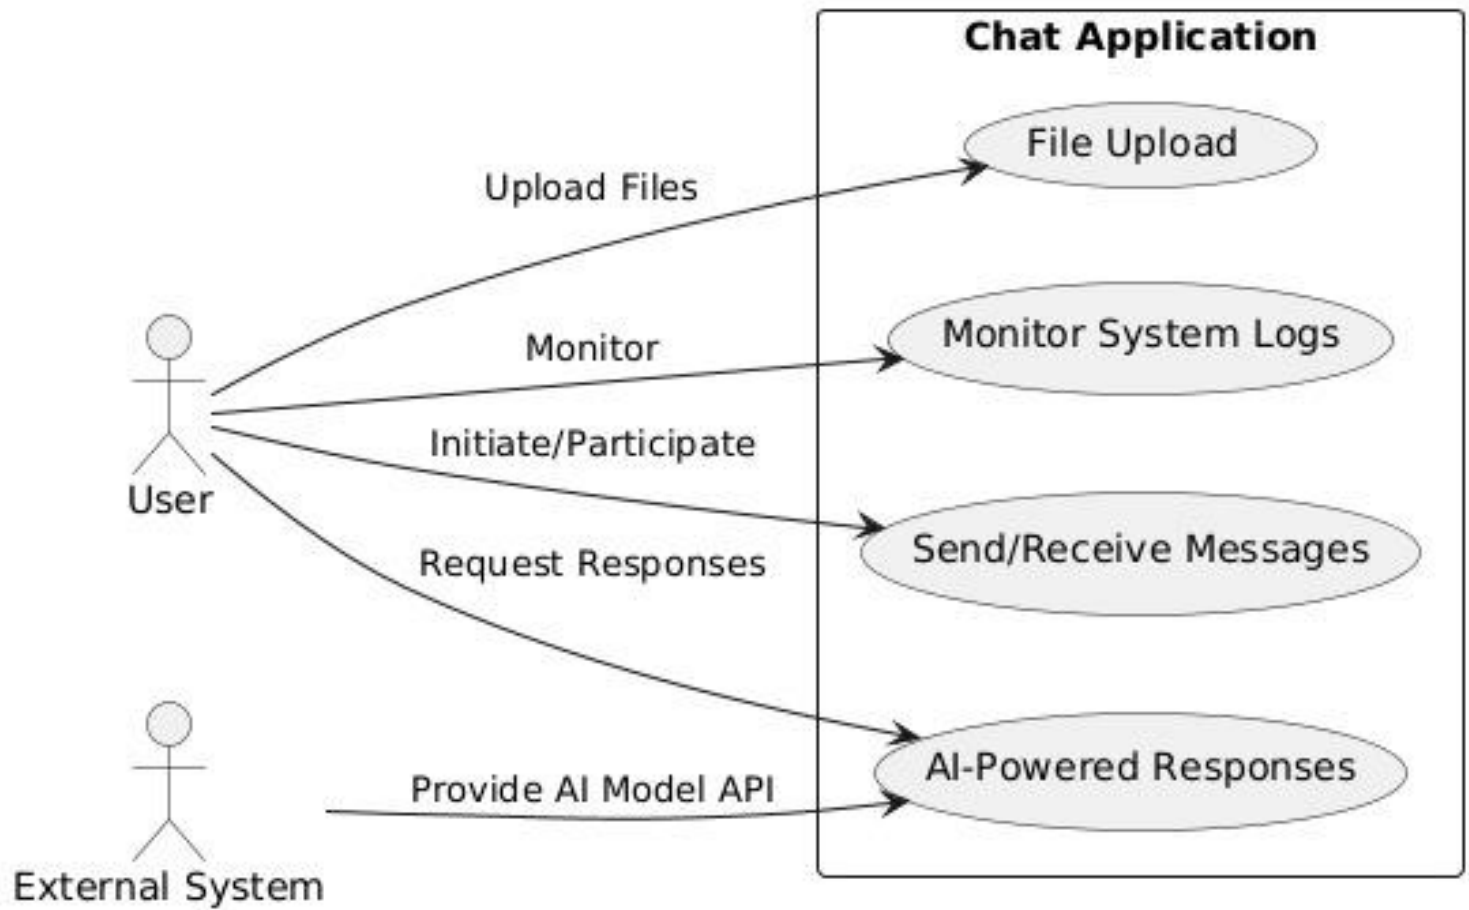 Chat Application
File Upload
Upload Files
Monitor System Logs
Monitor
Initiate/Participate
User
Send/Receive Messages
Request Responses
AI-Powered Responses
Provide AI Model API
External System